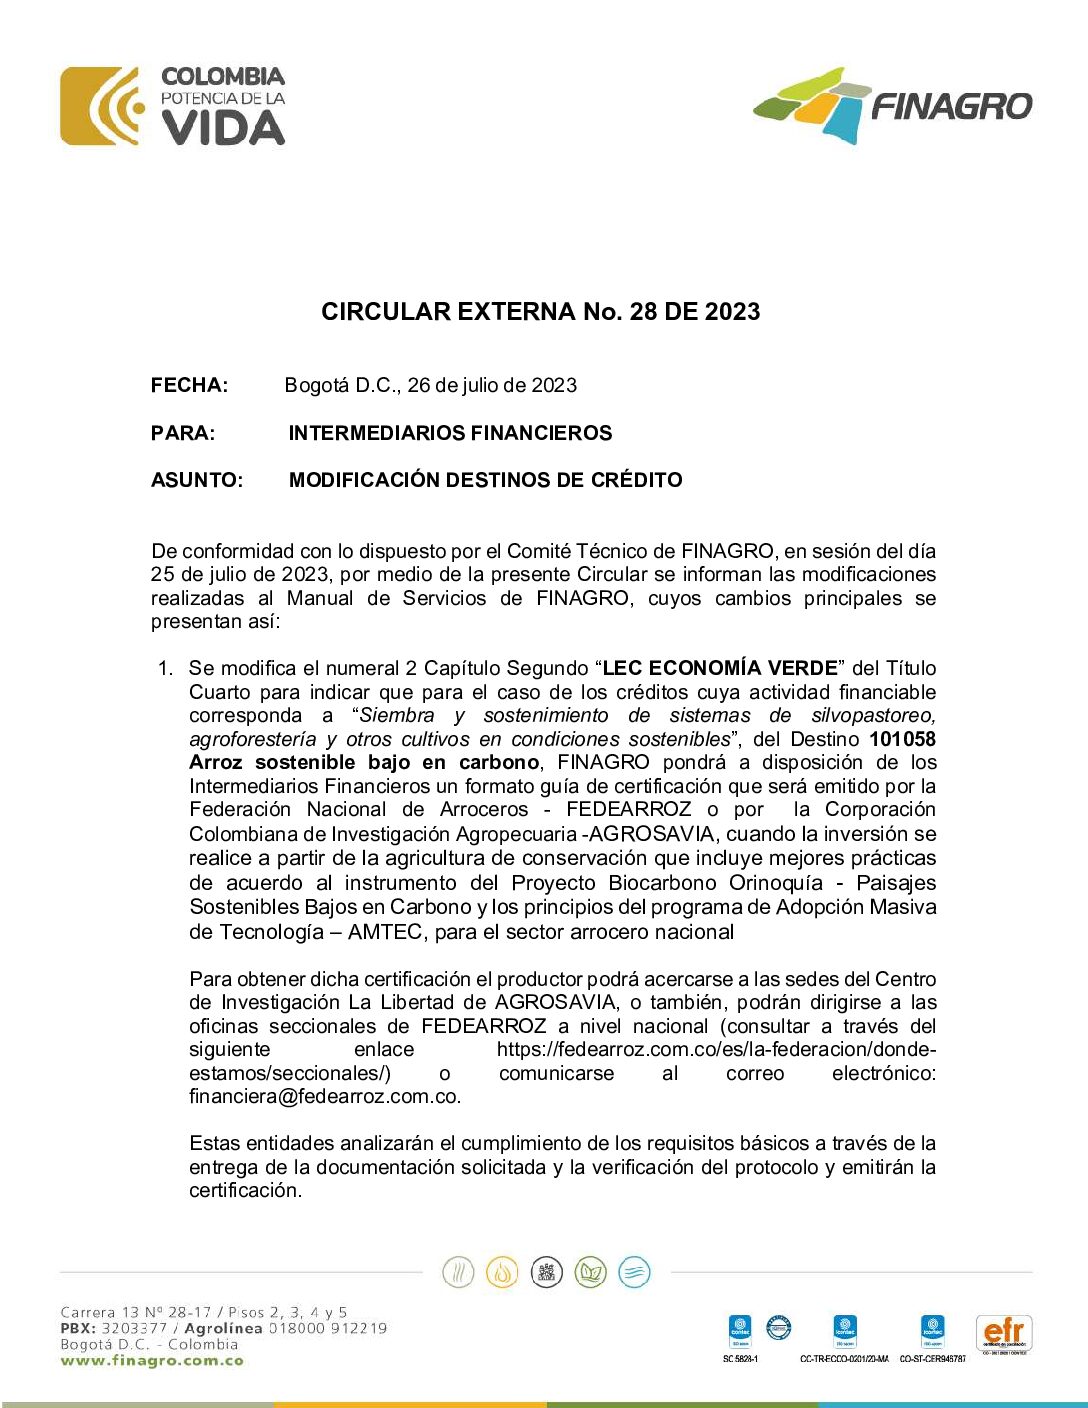 COLOMBIA
POTENCIA DE LA
VIDA
FINAGRO
CIRCULAR EXTERNA No. 28 DE 2023
FECHA: Bogotá D.C., 26 de julio de 2023
PARA: INTERMEDIARIOS FINANCIEROS
ASUNTO: MODIFICACIÓN DESTINOS DE CRÉDITO
De conformidad con lo dispuesto por el Comité Técnico de FINAGRO, en sesión del día
25 de julio de 2023, por medio de la presente Circular se informan las modificaciones
realizadas al Manual de Servicios de FINAGRO, cuyos cambios principales se
presentan así:
1. Se modifica el numeral 2 Capítulo Segundo “LEC ECONOMÍA VERDE” del Título
Cuarto para indicar que para el caso de los créditos cuya actividad financiable
corresponda a “Siembra y sostenimiento de sistemas de silvopastoreo,
agroforestería y otros cultivos en condiciones sostenibles”, del Destino 101058
Arroz sostenible bajo en carbono, FINAGRO pondrá a disposición de los
Intermediarios Financieros un formato guía de certificación que será emitido por la
Federación Nacional de Arroceros - FEDEARROZ o por la Corporación
Colombiana de Investigación Agropecuaria -AGROSAVIA, cuando la inversión se
realice a partir de la agricultura de conservación que incluye mejores prácticas
de acuerdo al instrumento del Proyecto Biocarbono Orinoquía - Paisajes
Sostenibles Bajos en Carbono y los principios del programa de Adopción Masiva
de Tecnología – AMTEC, para el sector arrocero nacional
Para obtener dicha certificación el productor podrá acercarse a las sedes del Centro
de Investigación La Libertad de AGROSAVIA, o también, podrán dirigirse a las
oficinas seccionales de FEDEARROZ a nivel nacional (consultar a través del
siguiente enlace https://fedearroz.com.co/es/la-federacion/donde-
estamos/seccionales/) o comunicarse al correo electrónico:
financiera@fedearroz.com.co.
Estas entidades analizarán el cumplimiento de los requisitos básicos a través de la
entrega de la documentación solicitada y la verificación del protocolo y emitirán la
certificación.
Carrera 13 Nº 28-17 / Pisos 2, 3, 4 y 5
PBX: 3203377 / Agrolínea 018000 912219
Bogotá D.C. - Colombia
www.finagro.com.co
icontec
icontec
icontec
efr
SC 5828-1
CC-TR-ECCO-0201/20-MA
CO-ST-CER946787